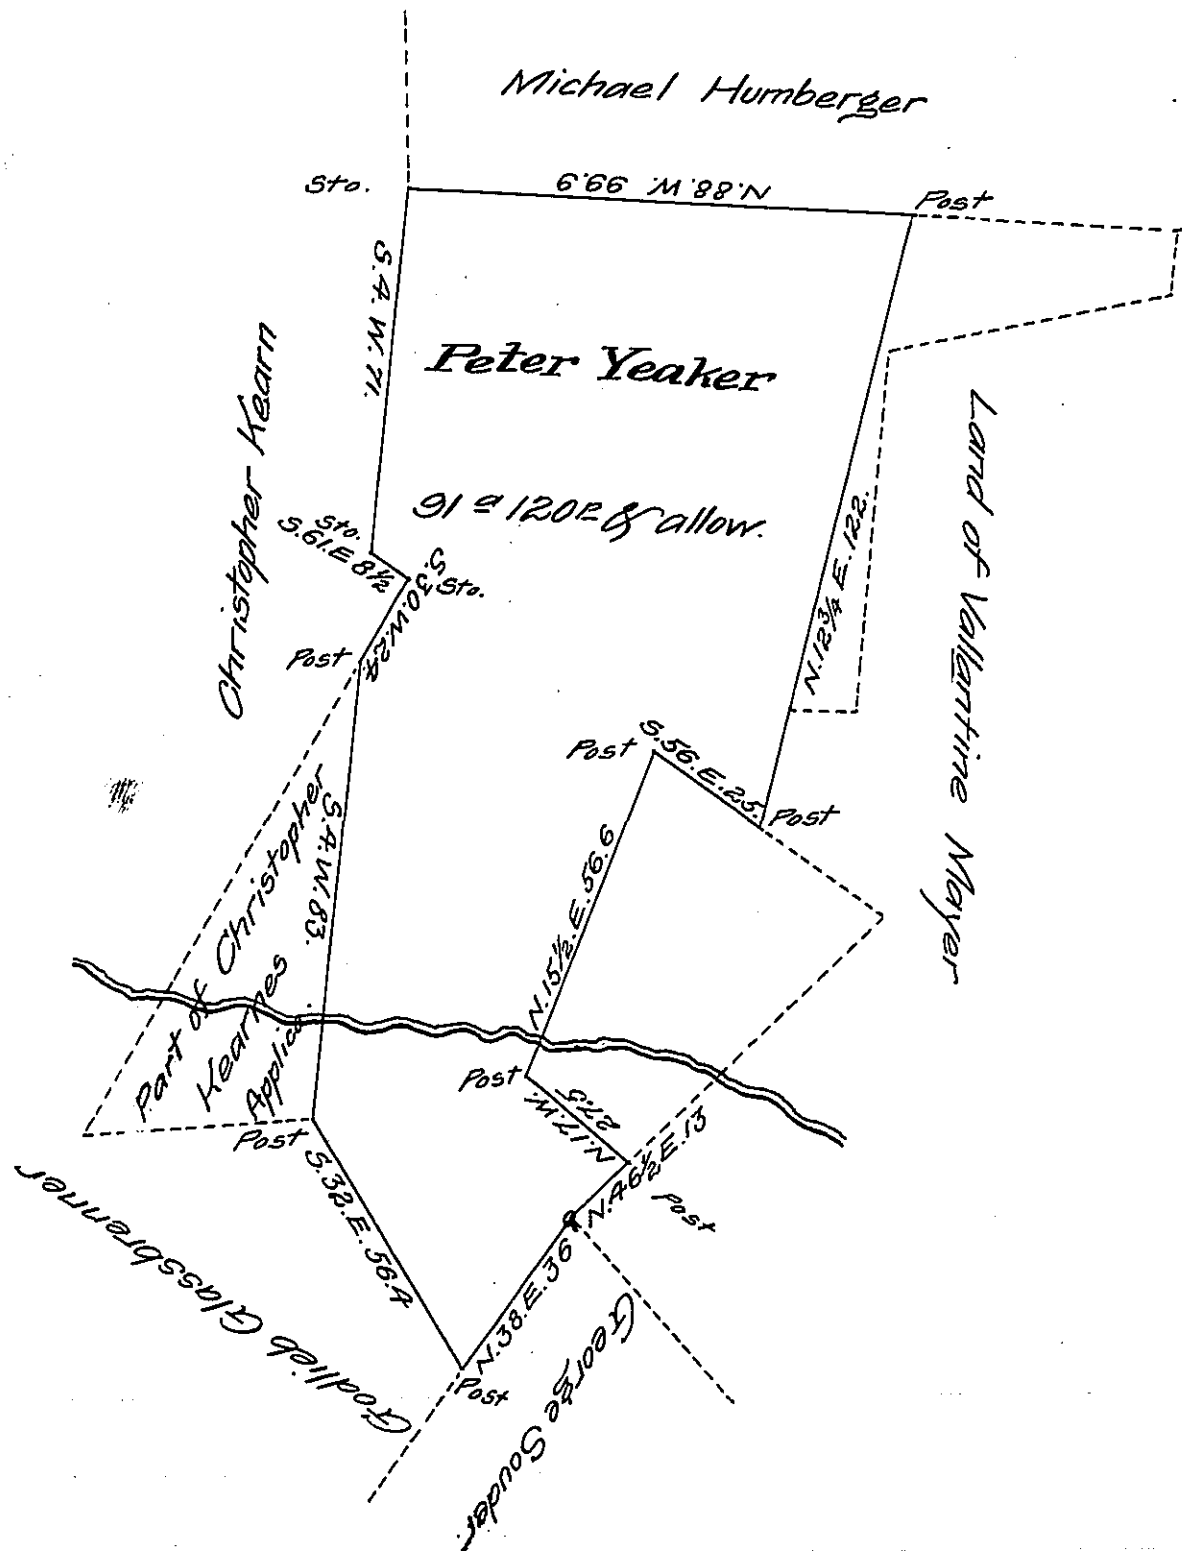 Michael Humberger
Sto.
N.88.W. 99.9
Post
S.4.W.71.
Peter Yeaker
Christopher Kearn
91 a 120 P & allow.
Land of Vallantine Mayer
Sto.
S.61.E 8½
Sto.
S.30.W.24
Post
N.12¾ E.122.
Post
S.56.E.25.
Post
S.4.W.83.
N.15½.E.56.6
Part of Christopher
Kearnes
Applic.
Post
N.17.W.
27.5
Post
N.46½.E.13
Post
S.32.E.56.4
N.38.E.36
Post
Godlieb Glassbrenner
George Souder.